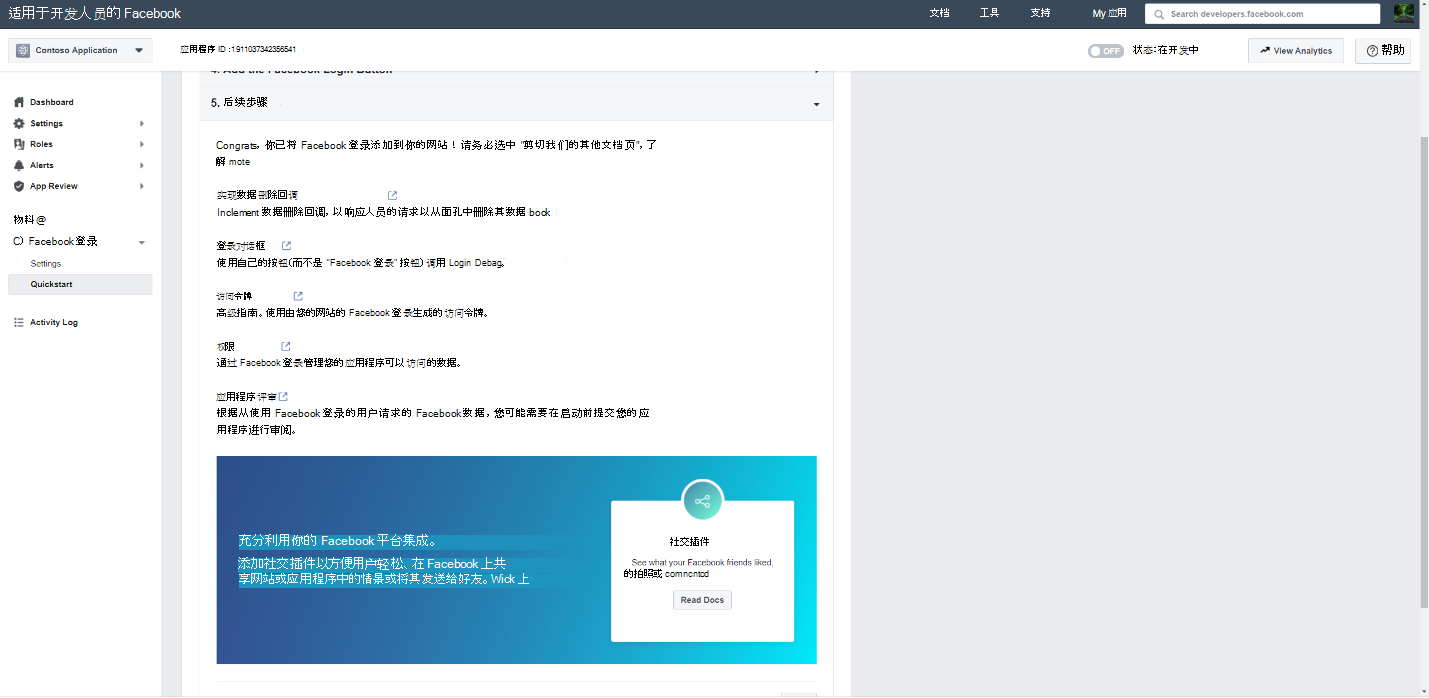 适用于开发人员的 Facebook
文档 工具 支持 My 应用 Search developers.facebook.com
Contoso Application 应用程序 ID :1911037342356541 OFF 状态:在开发中 View Analytics 帮助
4. Add the Facebook Login Button
5. 后续步骤
Dashboard
Settings
Roles
Alerts
App Review
物料 @
C) Facebook 登录
Settings
Quickstart
Activity Log
Congrats, 你已将 Facebook 登录添加到你的网站！请务必选中 "剪切我们的其他文档页", 了
解 mote
实现数据删除回调
Inclement 数据删除回调, 以响应人员的请求以从面孔中删除其数据 book
登录对话框
使用自己的按钮(而不是 "Facebook 登录" 按钮) 调用 Login Debag.
访问令牌
高级指南。使用由您的网站的 Facebook 登录生成的访问令牌。
权限
通过 Facebook 登录管理您的应用程序可以访问的数据。
应用程序评审
根据从使用 Facebook 登录的用户请求的 Facebook 数据, 您可能需要在启动前提交您的应
用程序进行审阅。
充分利用你的 Facebook 平台集成。
添加社交插件以方便用户轻松、在 Facebook 上共
享网站或应用程序中的情景或将其发送给好友。Wick 上
社交插件
See what your Facebook friends liked,
的拍照或 commented
Read Docs